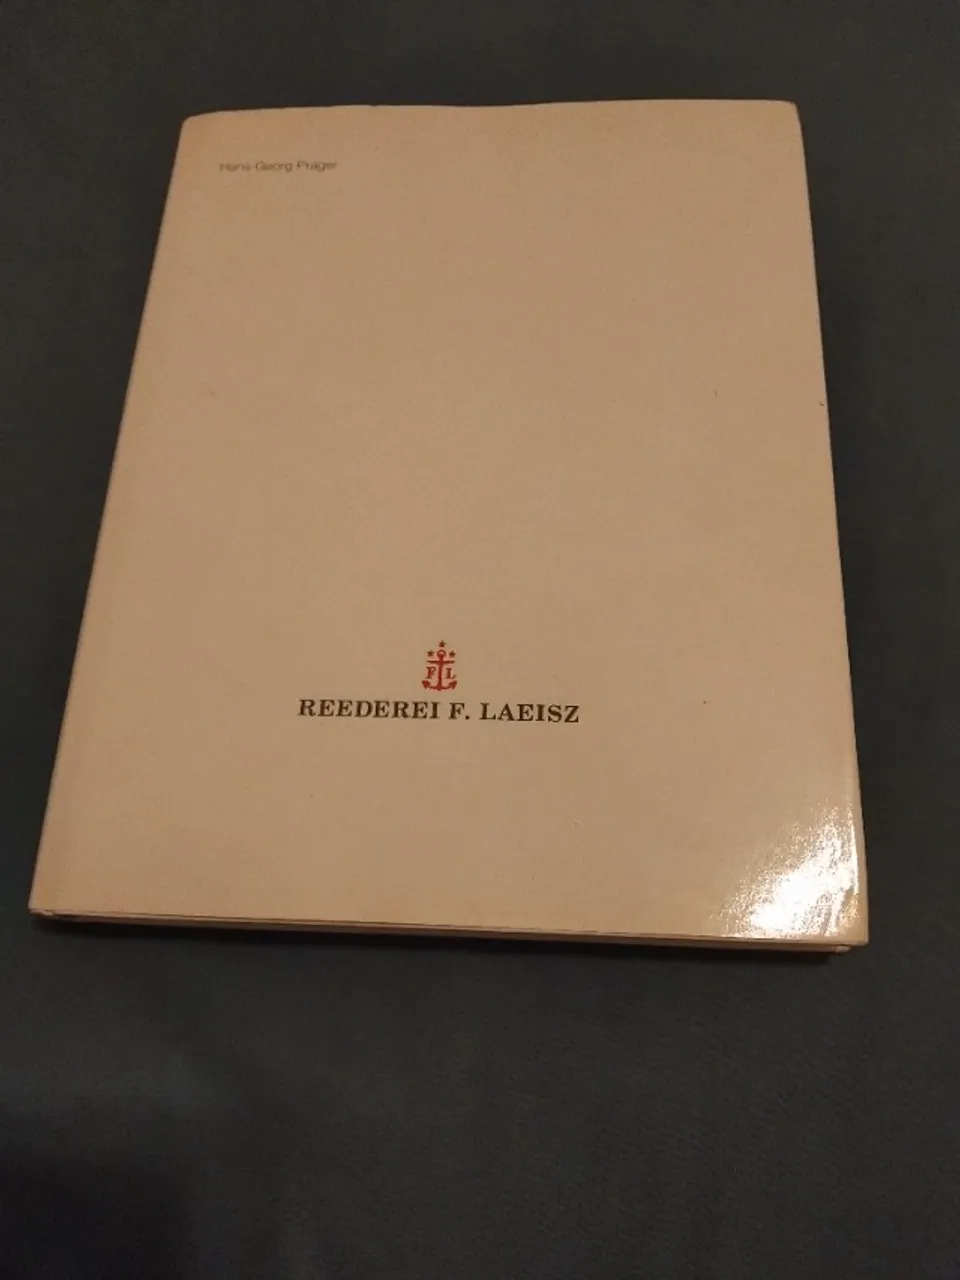 Hans Georg Prager
F L
REEDEREI F. LAEISZ